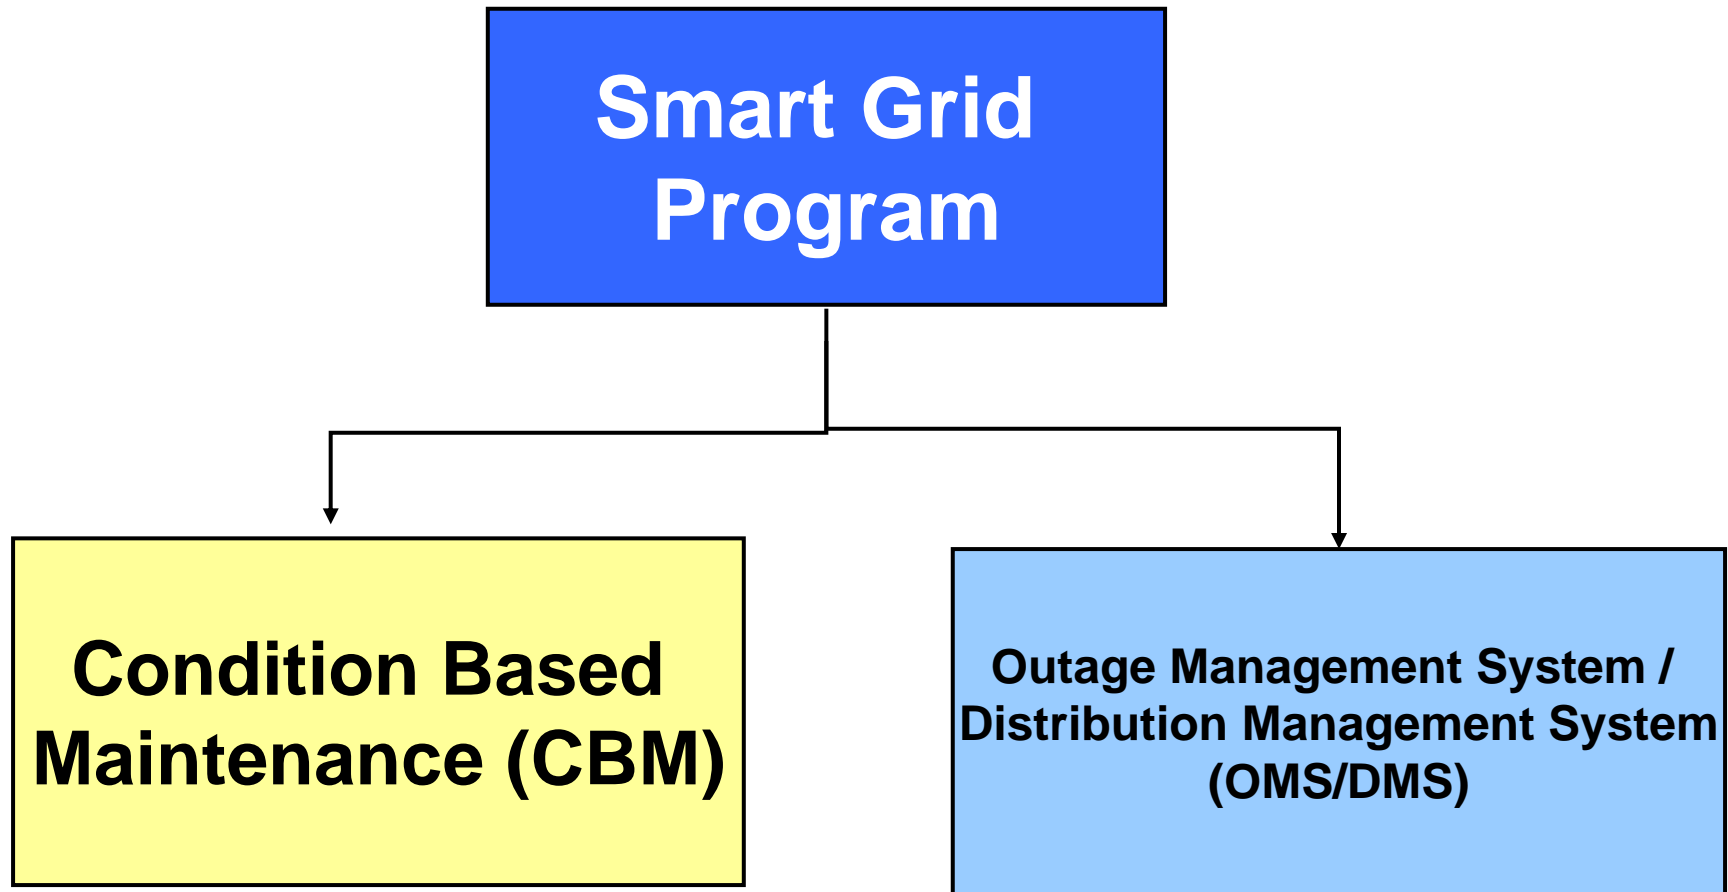 Smart Grid
Program
Condition Based
Maintenance (CBM)
Outage Management System /
Distribution Management System
(OMS/DMS)